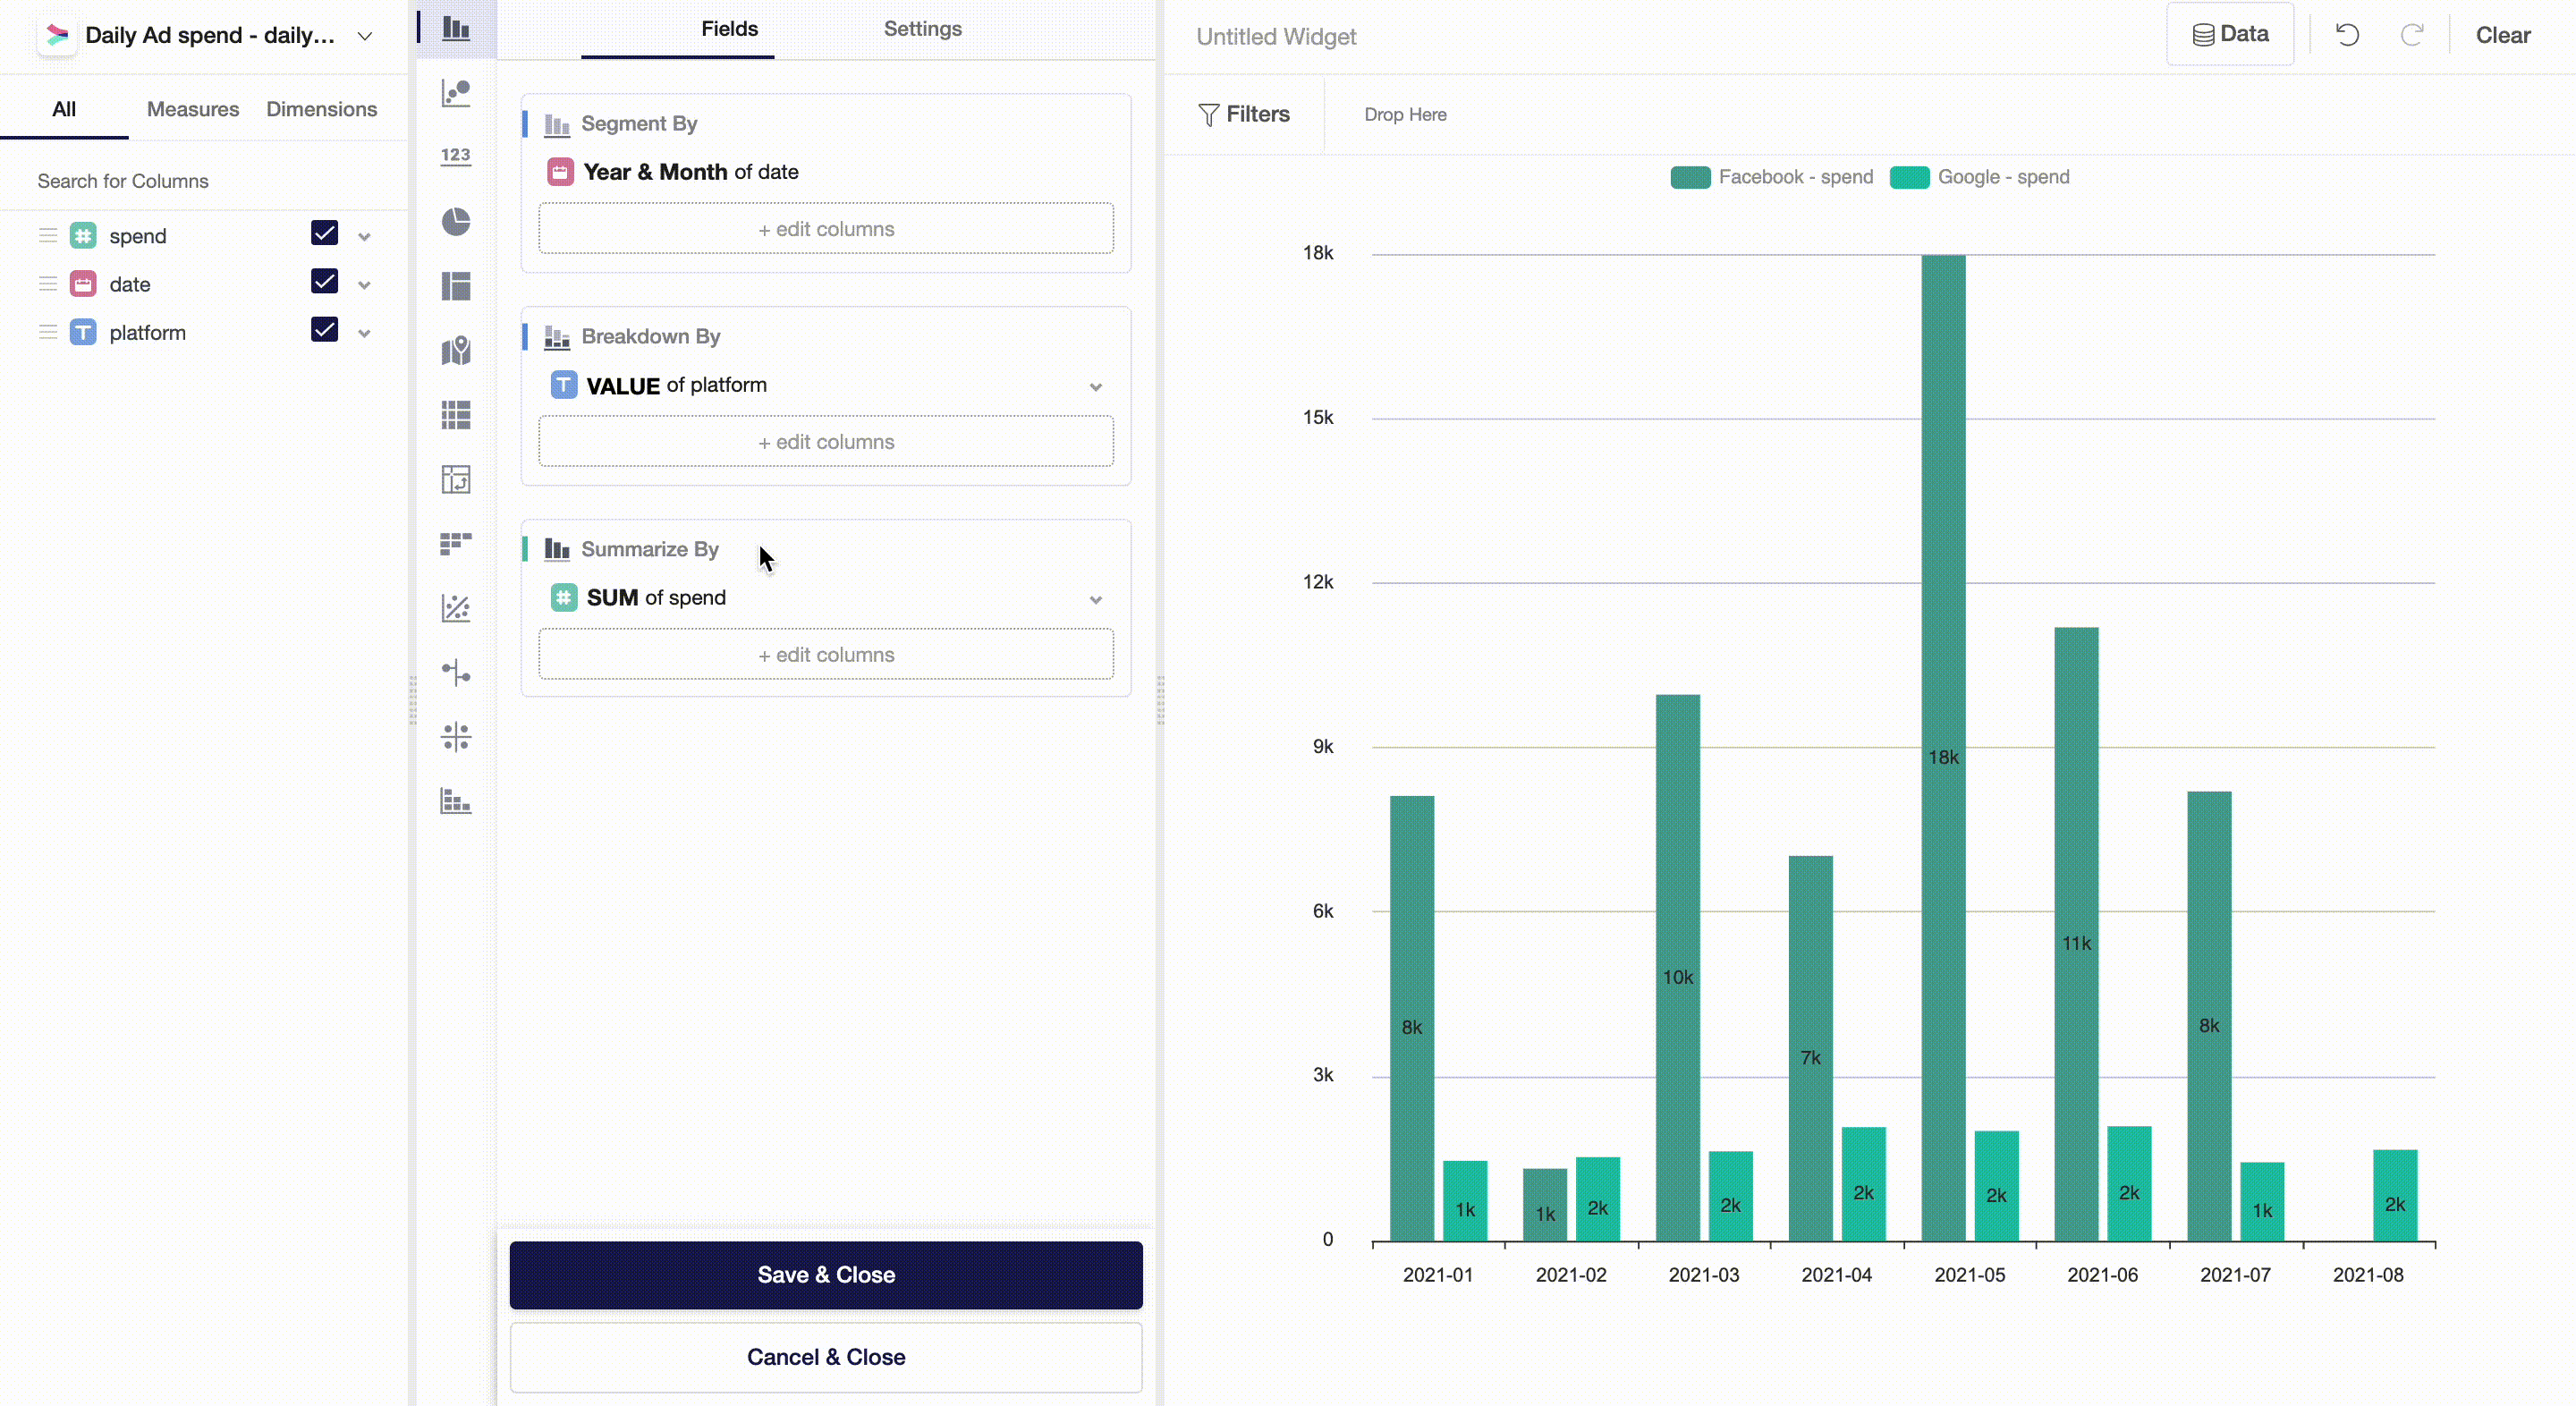 Daily Ad spend - daily...
All Measures Dimensions
Search for Columns
spend
date
T platform
123
Fields Settings
Segment By
Year & Month of date
+ edit columns
Breakdown By
T VALUE of platform
+ edit columns
Summarize By
# SUM of spend
+ edit columns
Save & Close
Cancel & Close
Untitled Widget
Data Clear
Filters Drop Here
Facebook - spend Google - spend
18k
15k
12k
9k
6k
3k
0
8k 1k 1k 2k 10k 2k 7k 2k 18k 2k 11k 2k 8k 1k 2k
2021-01 2021-02 2021-03 2021-04 2021-05 2021-06 2021-07 2021-08